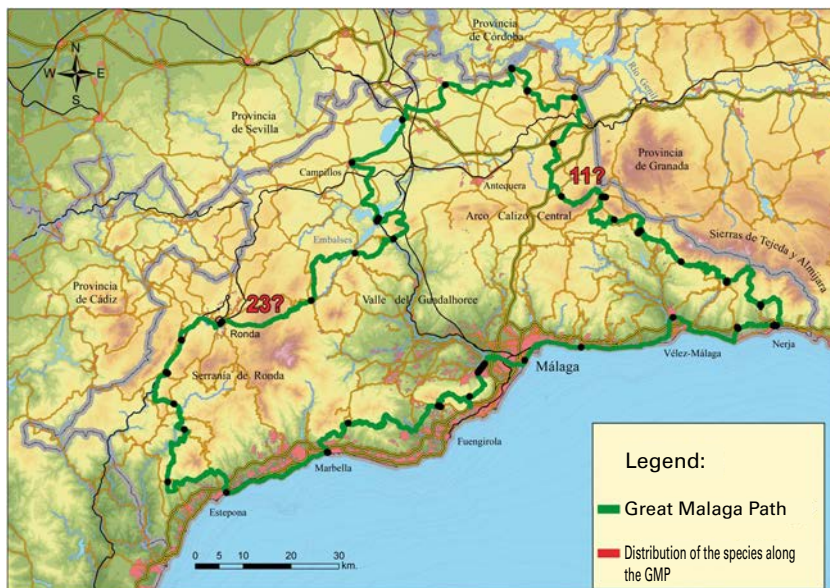 Provincia
de Córdoba
N
W E
S
Río Genil
Provincia
de Sevilla
Provincia
de Granada
Campillos
Antequera
11?
Arco Calizo Central
Sierras de Tejeda y Almijara
Embalses
Provincia
de Cádiz
23?
Valle del Guadalhorce
Ronda
Vélez-Málaga
Nerja
Málaga
Serranía de Ronda
Fuengirola
Marbella
Estepona
0 5 10 20 30
km.
Legend:
Great Malaga Path
Distribution of the species along
the GMP